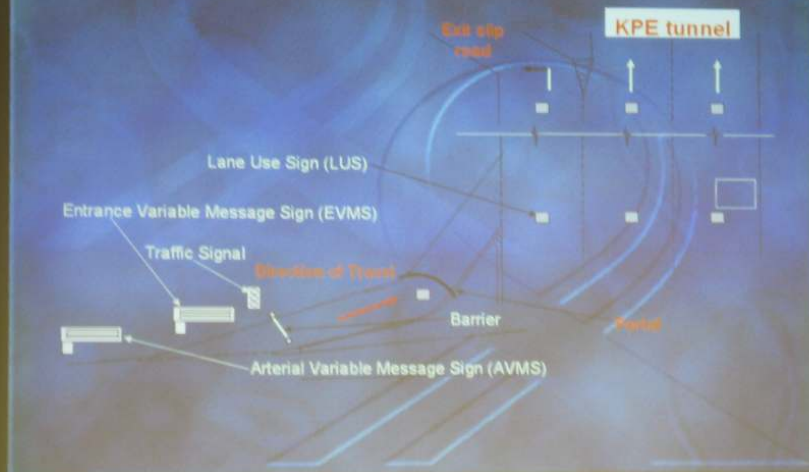 Exit slip
road
KPE tunnel
Lane Use Sign (LUS)
Entrance Variable Message Sign (EVMS)
Traffic Signal
Direction of Travel
Barrier
Portal
Arterial Variable Message Sign (AVMS)